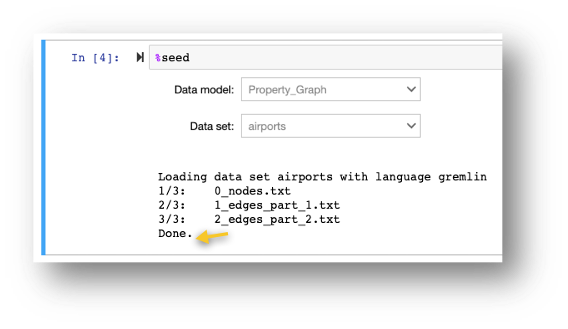 In [4]: %seed
Data model: Property_Graph
Data set: airports
Loading data set airports with language gremlin
1/3: 0_nodes.txt
2/3: 1_edges_part_1.txt
3/3: 2_edges_part_2.txt
Done.